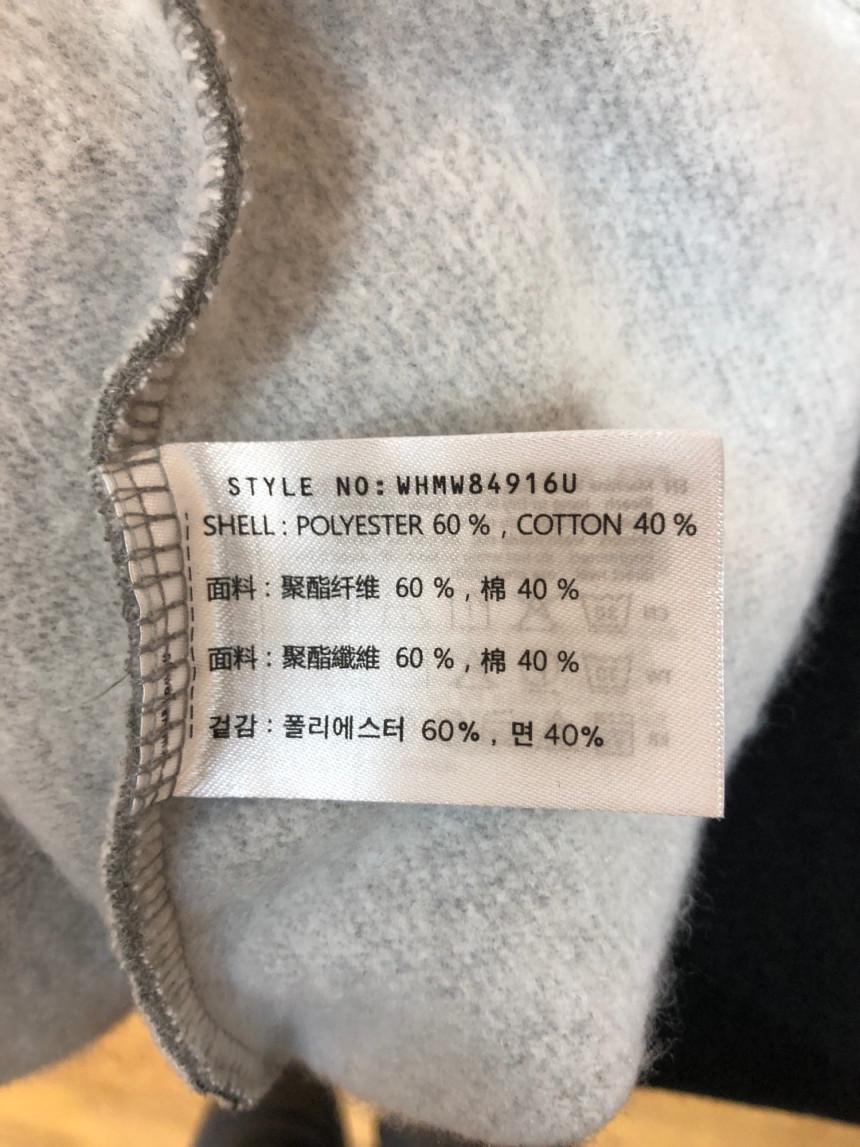 STYLE NO: WHMW84916U
SHELL : POLYESTER 60 % , COTTON 40 %
面料 : 聚酯纤维 60 % , 棉 40 %
面料 : 聚酯纖維 60 % , 棉 40 %
겉감 : 폴리에스터 60% , 면 40%